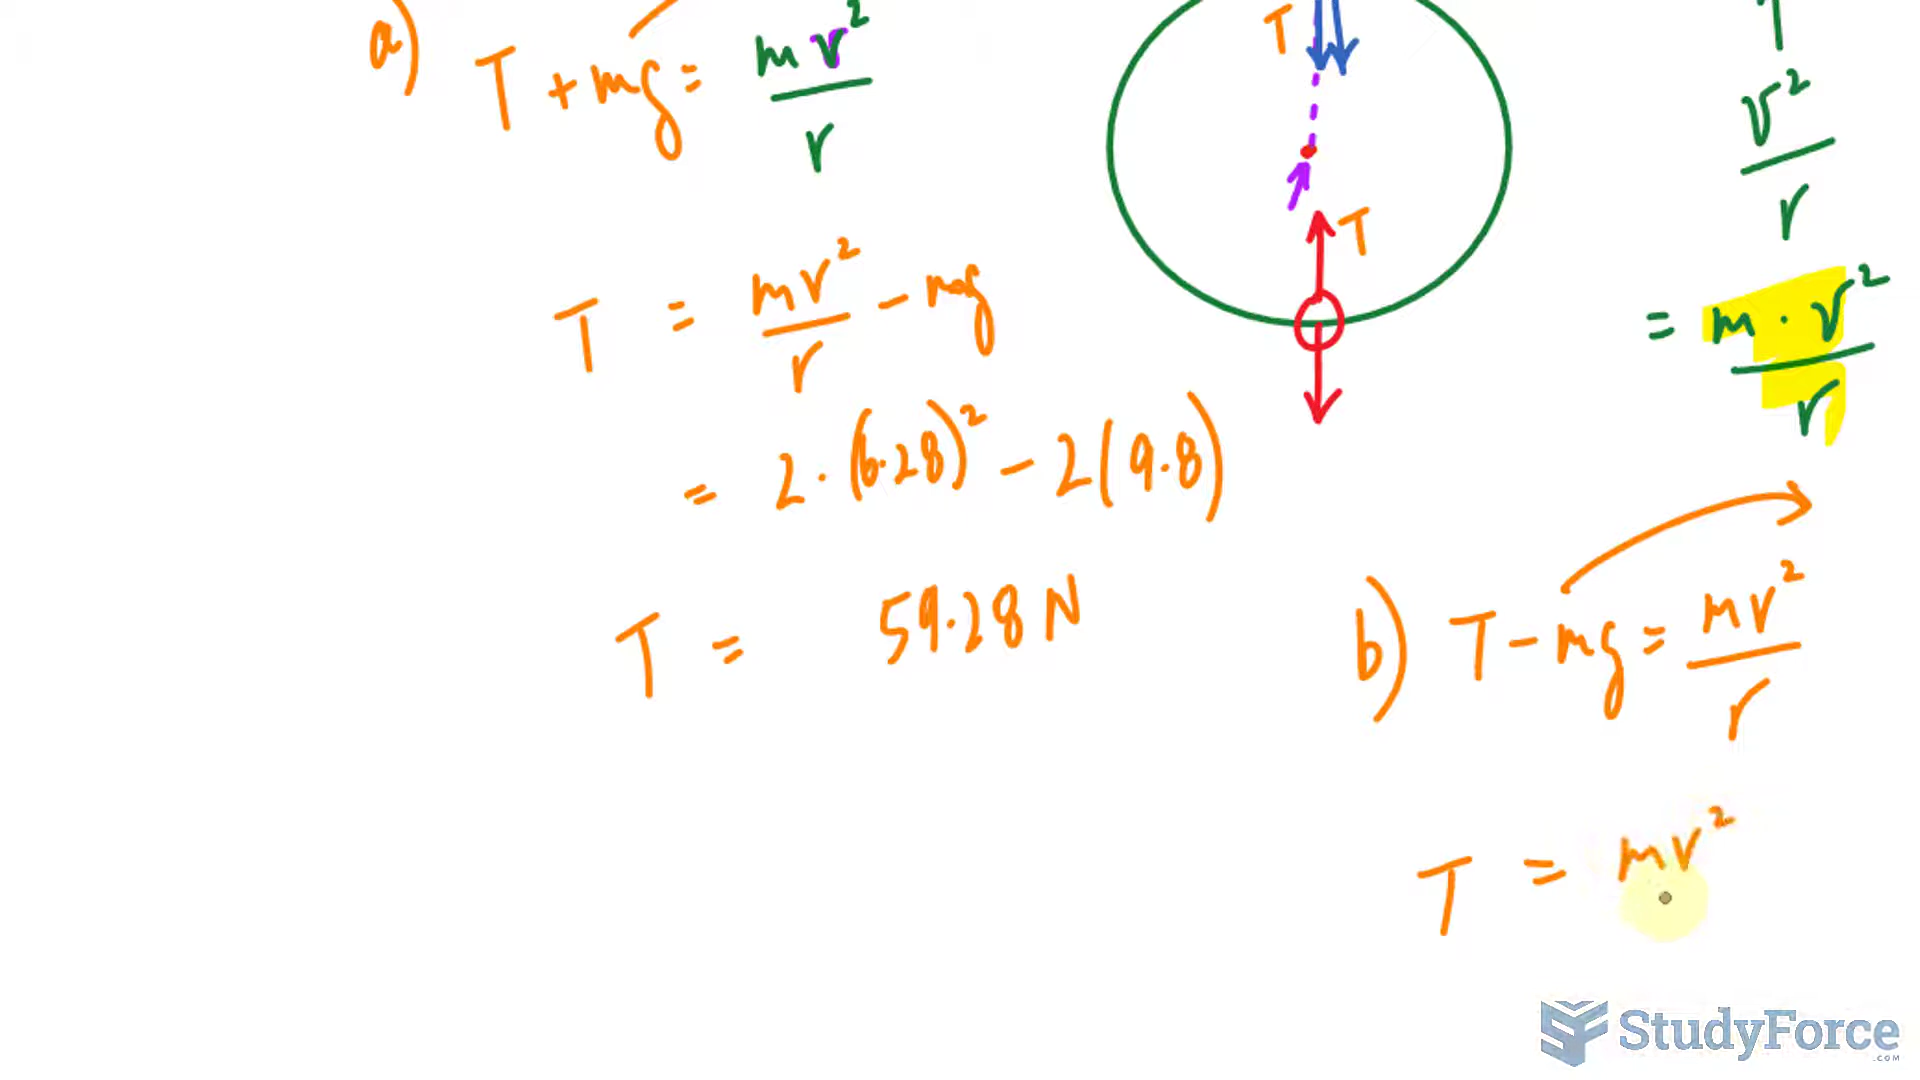 a) T + mg = mv²/r
T
T = mv²/r - mg
= 2 · (6.28)² - 2(9.8)
T = 59.28 N
T
v²/r
= m · v²/r
b) T - mg = mv²/r
T = mv²
StudyForce
.COM